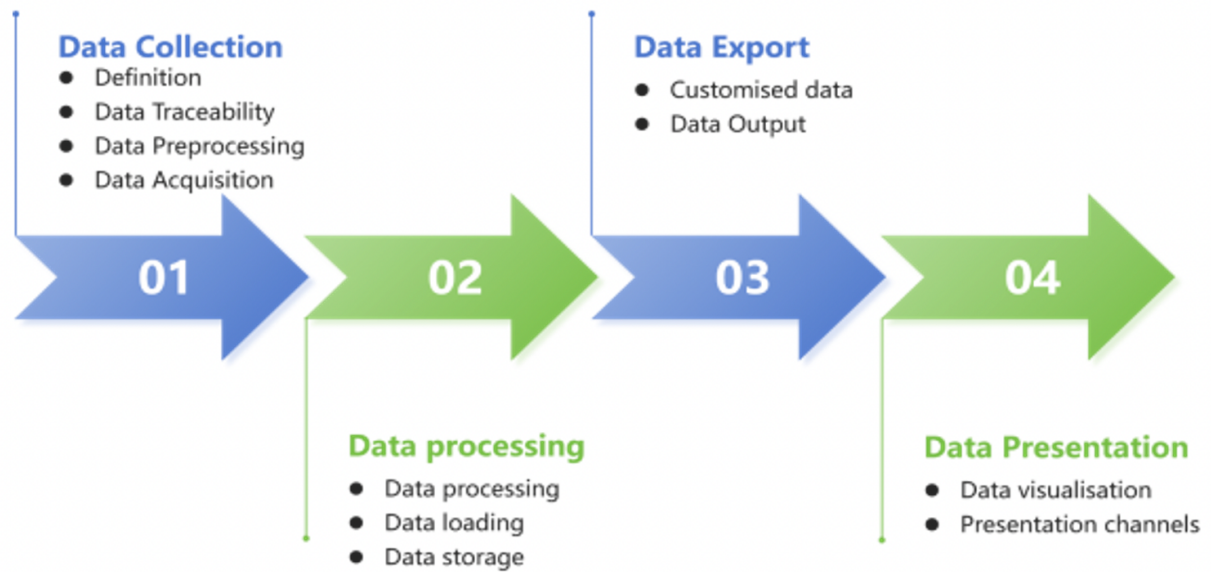 Data Collection
● Definition
● Data Traceability
● Data Preprocessing
● Data Acquisition
01
02
Data processing
● Data processing
● Data loading
● Data storage
Data Export
● Customised data
● Data Output
03
04
Data Presentation
● Data visualisation
● Presentation channels